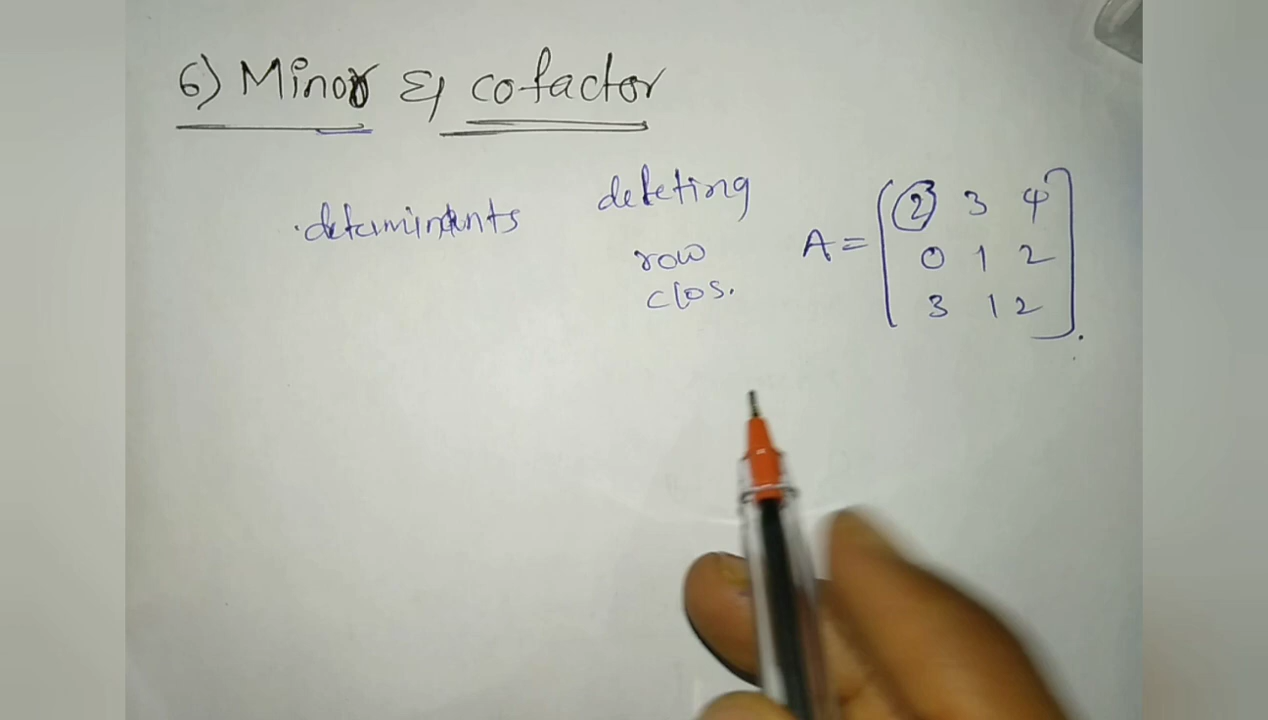 6) Minor & cofactor
determinants
deleting
row
clos.
A = [2 3 4
0 1 2
3 1 2].